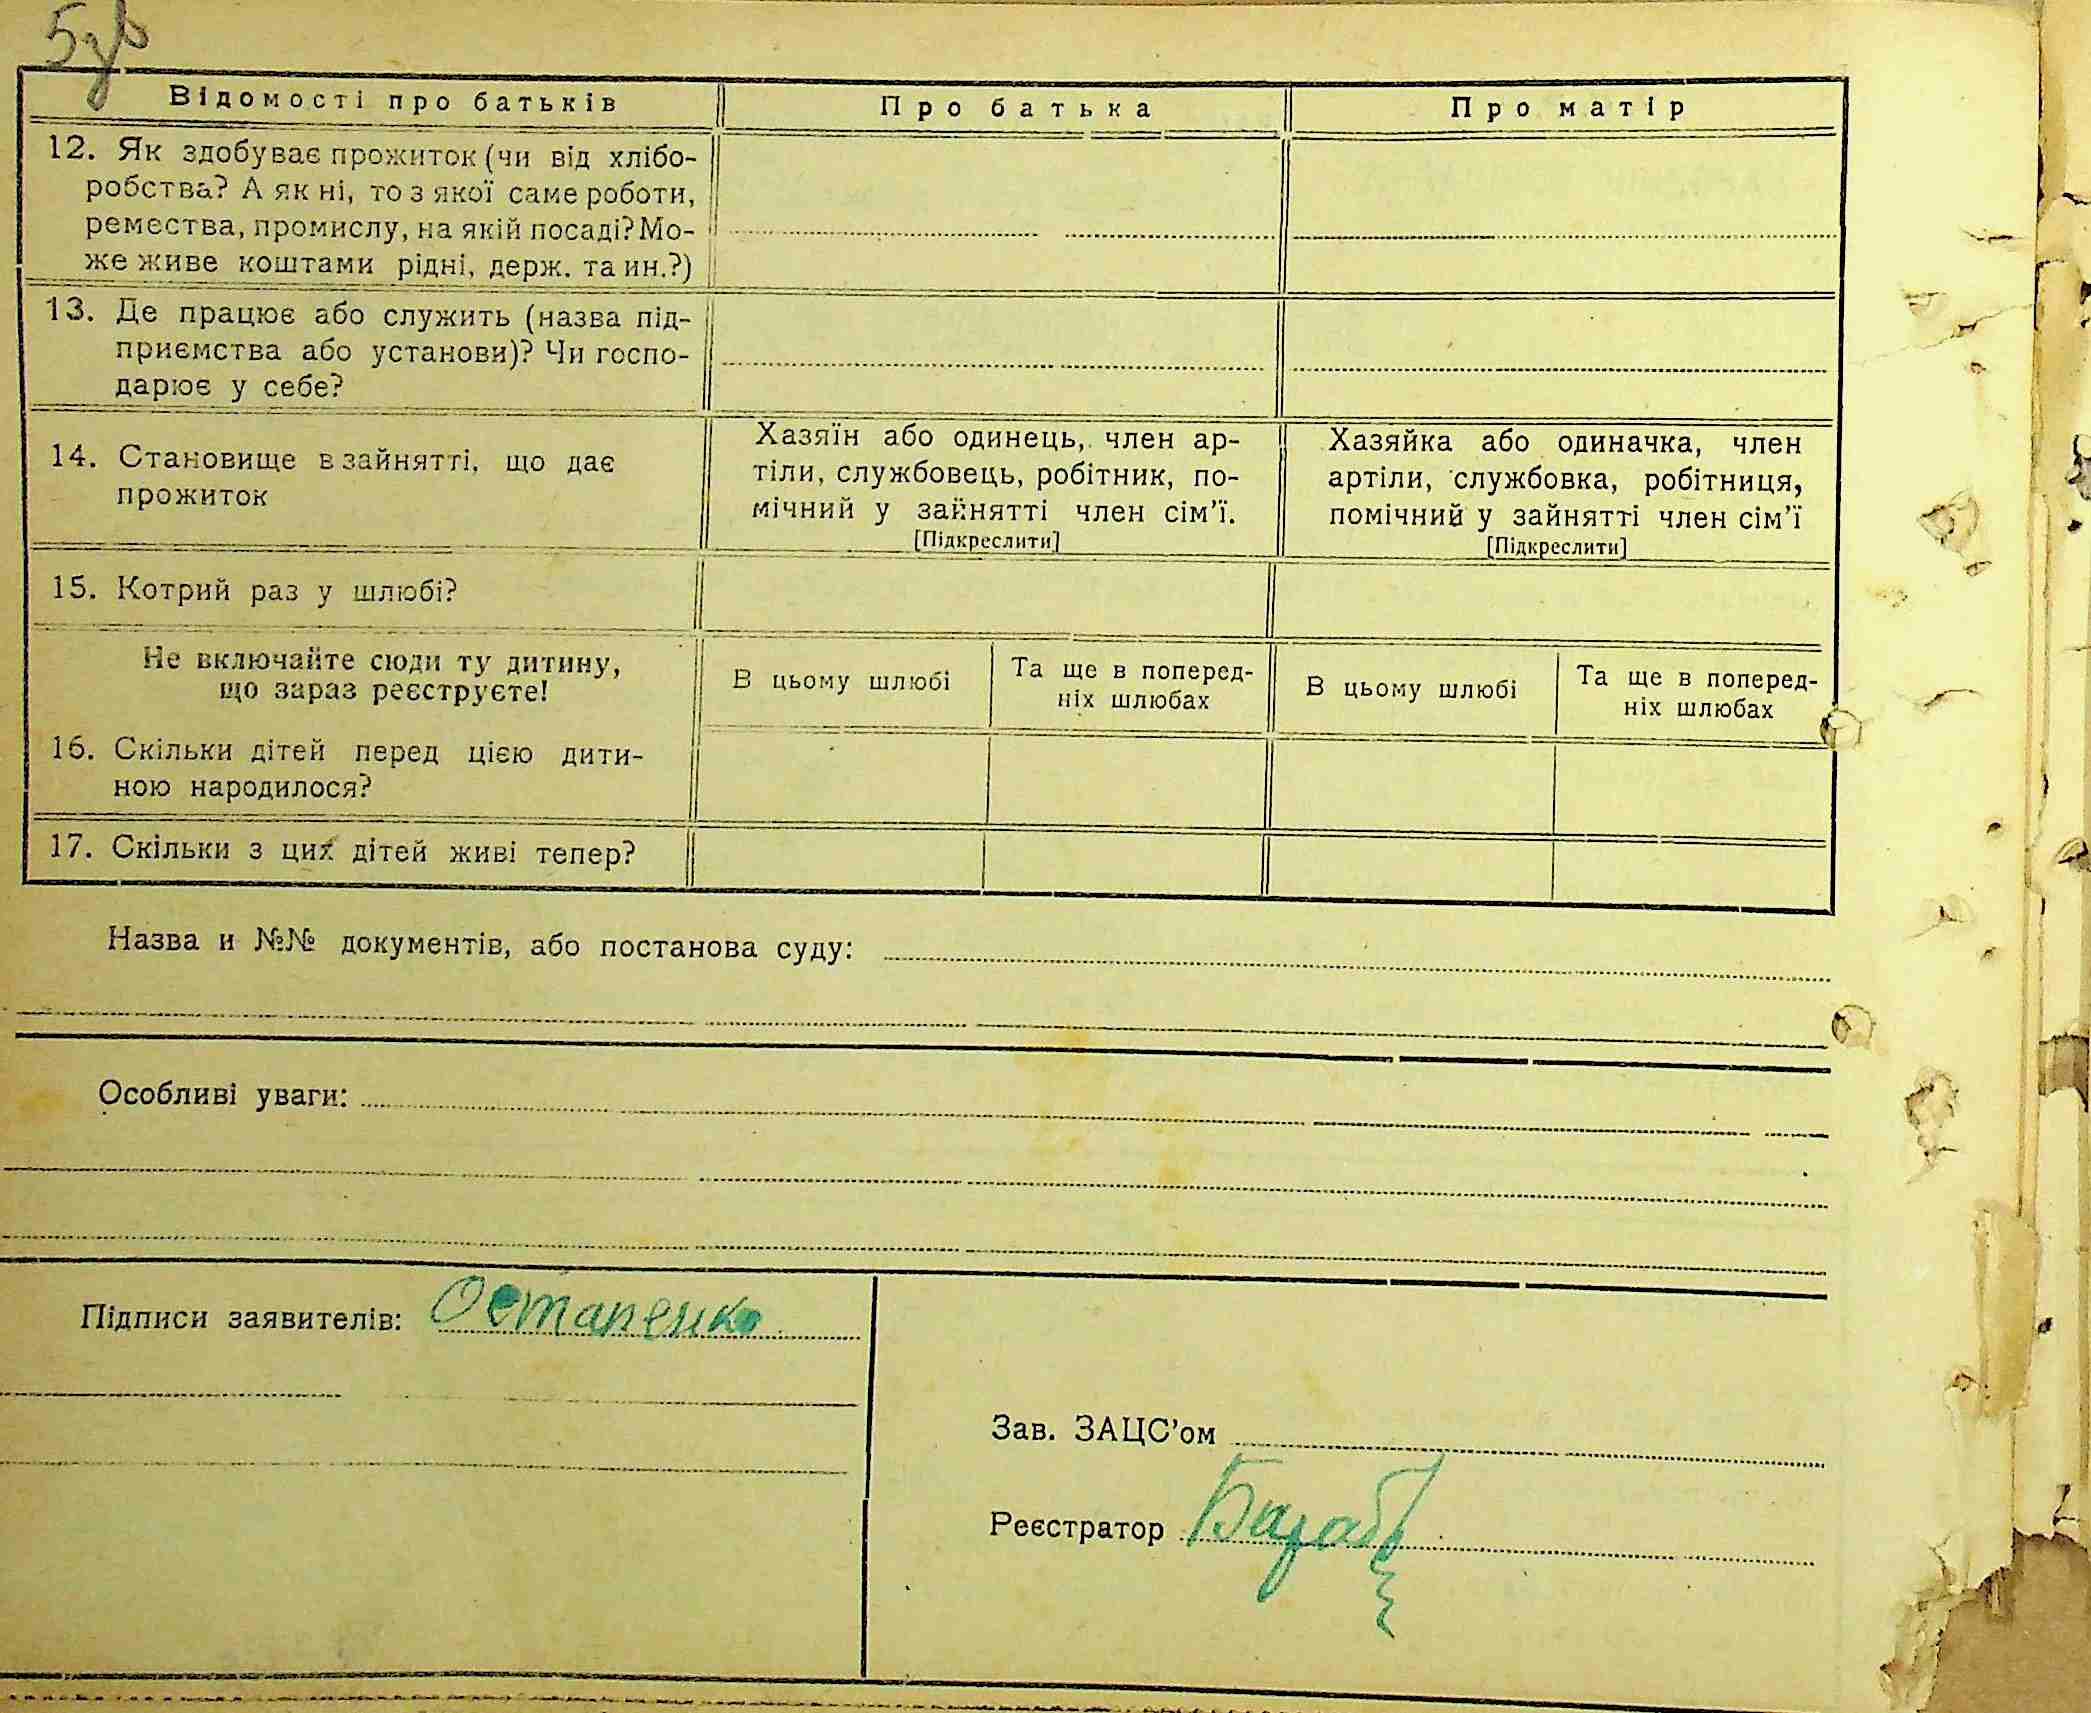 5зв
Відомості про батьків
Про батька
Про матір
12. Як здобуває прожиток (чи від хлібо-
робства? А як ні, то з якої саме роботи,
ремества, промислу, на якій посаді? Мо-
же живе коштами рідні, держ. та ин.?)
13. Де працює або служить (назва під-
приємства або установи)? Чи госпо-
дарює у себе?
14. Становище в зайнятті, що дає
прожиток
Хазяїн або одинець, член ар-
тіли, службовець, робітник, по-
мічний у зайнятті член сім’ї.
[Підкреслити]
Хазяйка або одиначка, член
артіли, службовка, робітниця,
помічний у зайнятті член сім’ї
[Підкреслити]
15. Котрий раз у шлюбі?
Не включайте сюди ту дитину,
що зараз реєструєте!
В цьому шлюбі
Та ще в поперед-
ніх шлюбах
В цьому шлюбі
Та ще в поперед-
ніх шлюбах
16. Скільки дітей перед цією дити-
ною народилося?
17. Скільки з цих дітей живі тепер?
Назва и №№ документів, або постанова суду:
Особливі уваги:
Підписи заявителів: Остапенко
Зав. ЗАЦС’ом
Реєстратор